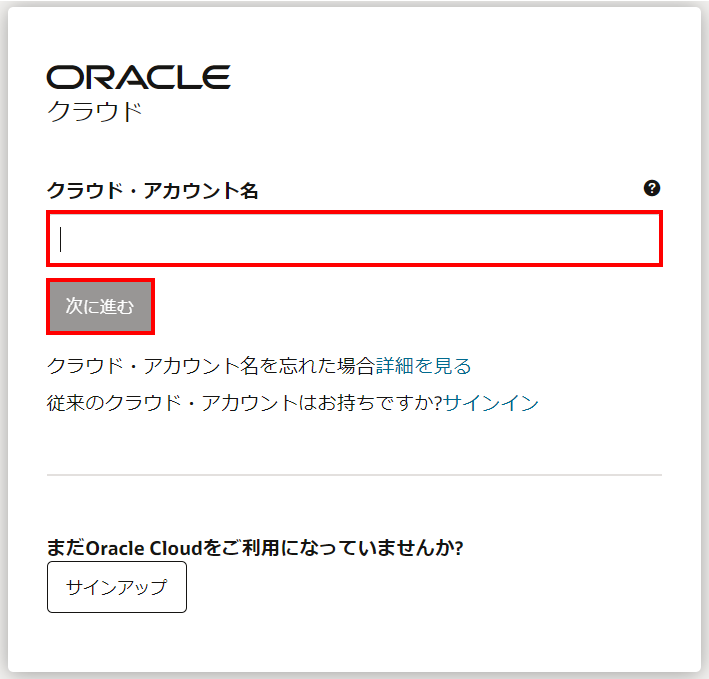 ORACLE
クラウド
クラウド・アカウント名
?
次に進む
クラウド・アカウント名を忘れた場合詳細を見る
従来のクラウド・アカウントはお持ちですか?サインイン
まだOracle Cloudをご利用になっていませんか?
サインアップ